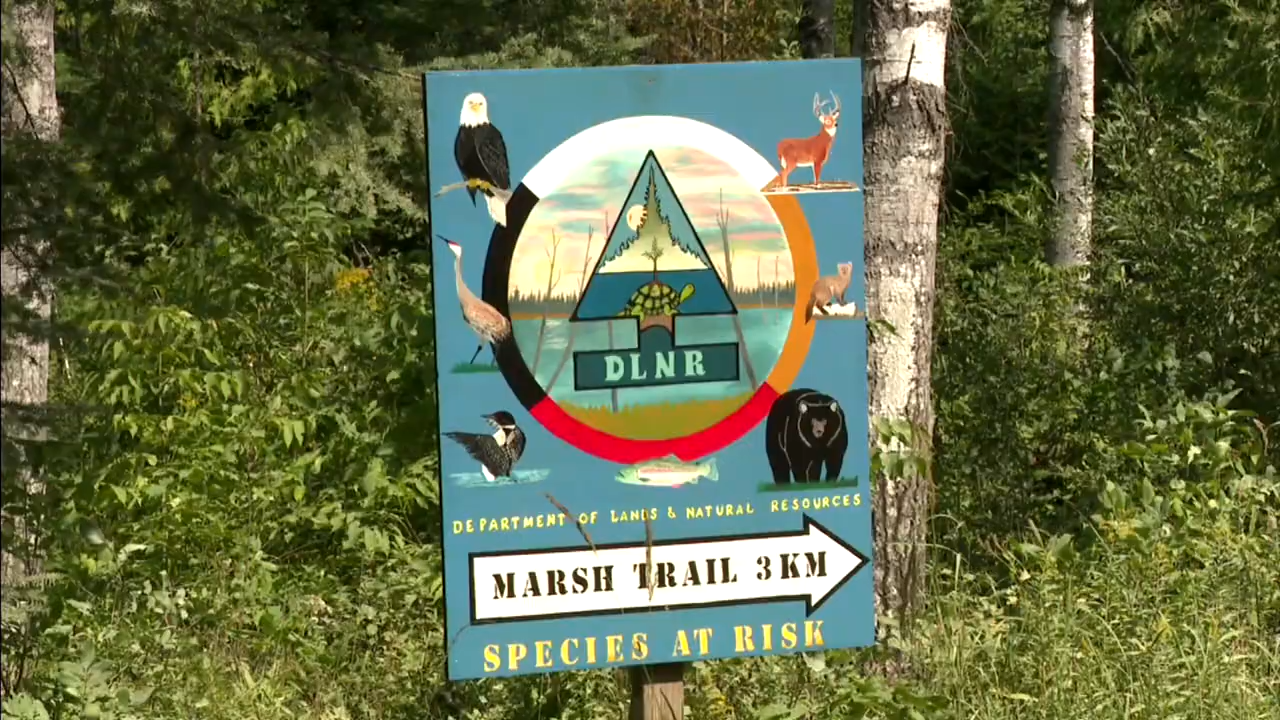 DLNR
DEPARTMENT OF LANDS & NATURAL RESOURCES
MARSH TRAIL 3KM
SPECIES AT RISK